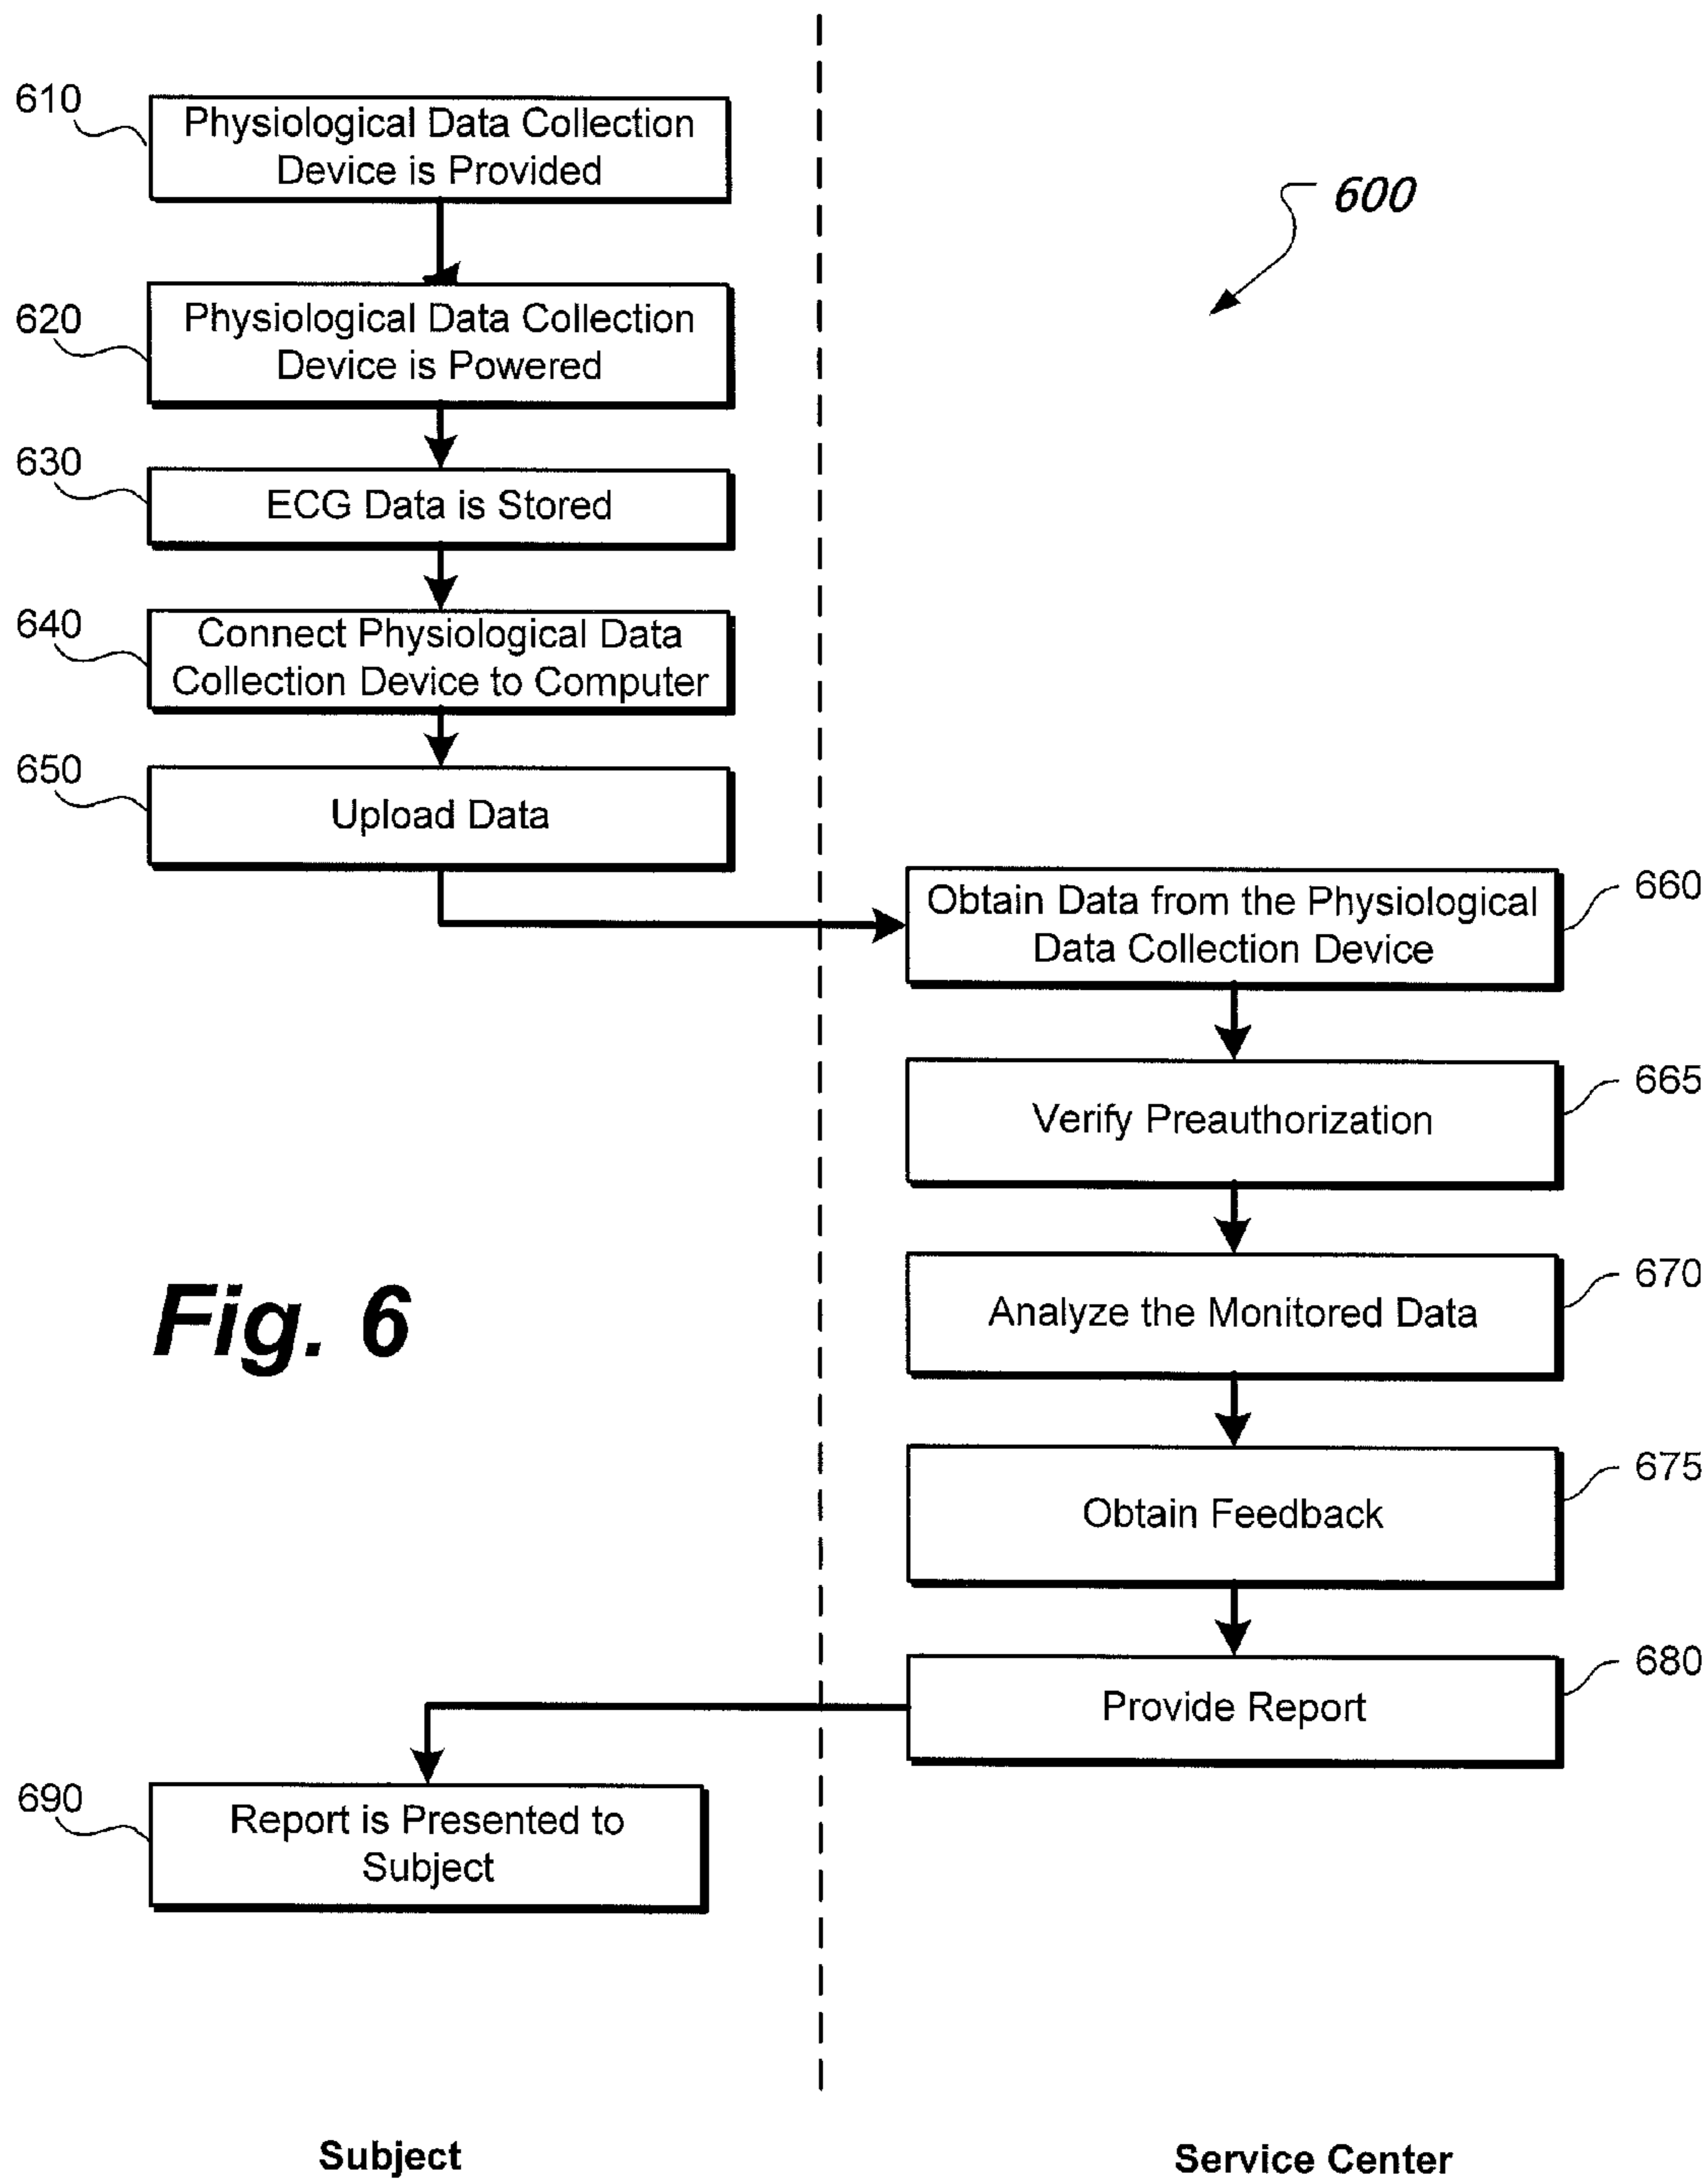 610
Physiological Data Collection
Device is Provided
600
620
Physiological Data Collection
Device is Powered
630
ECG Data is Stored
640
Connect Physiological Data
Collection Device to Computer
650
Upload Data
660
Obtain Data from the Physiological
Data Collection Device
665
Verify Preauthorization
670
Analyze the Monitored Data
Fig. 6
675
Obtain Feedback
680
Provide Report
690
Report is Presented to
Subject
Subject
Service Center